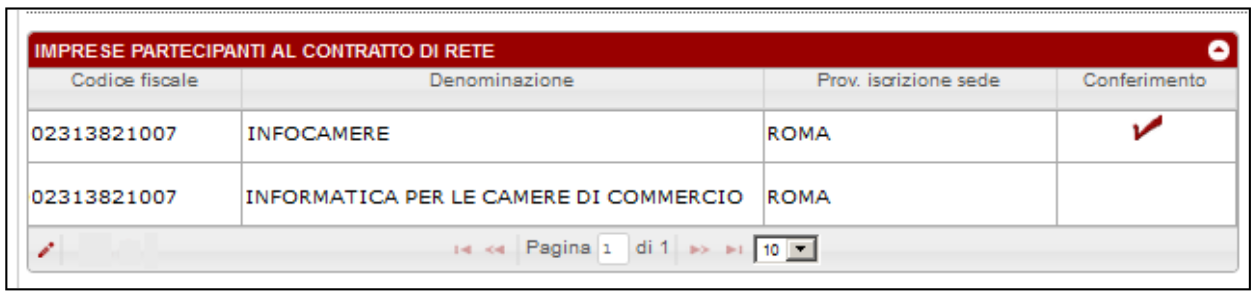 IMPRESE PARTECIPANTI AL CONTRATTO DI RETE
Codice fiscale Denominazione Prov. iscrizione sede Conferimento
02313821007 INFOCAMERE ROMA
02313821007 INFORMATICA PER LE CAMERE DI COMMERCIO ROMA
Pagina 1 di 1 10